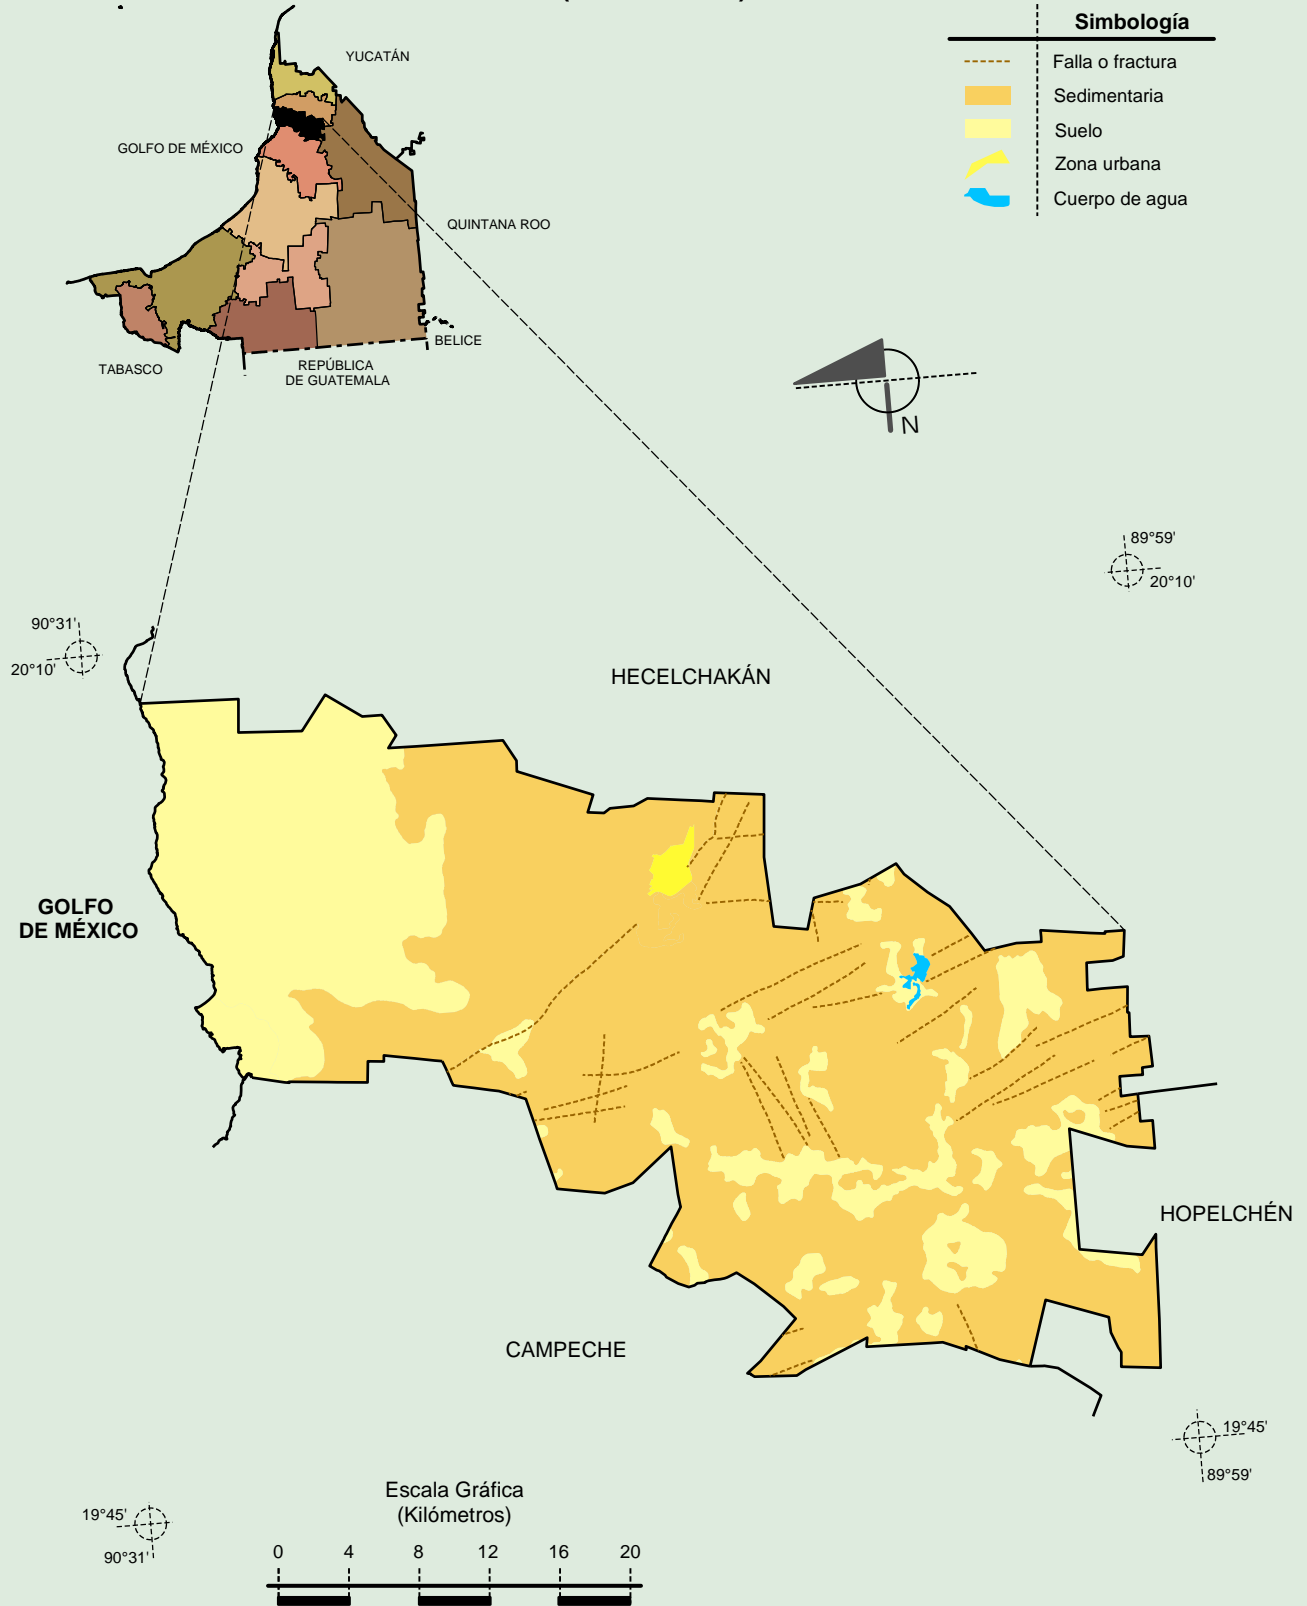 Simbología
Falla o fractura
Sedimentaria
Suelo
Zona urbana
Cuerpo de agua
YUCATÁN
GOLFO DE MÉXICO
QUINTANA ROO
BELICE
TABASCO
REPÚBLICA
DE GUATEMALA
N
89°59'
20°10'
90°31'
20°10'
HECELCHAKÁN
GOLFO
DE MÉXICO
HOPELCHÉN
CAMPECHE
19°45'
89°59'
19°45'
90°31'
Escala Gráfica
(Kilómetros)
0 4 8 12 16 20